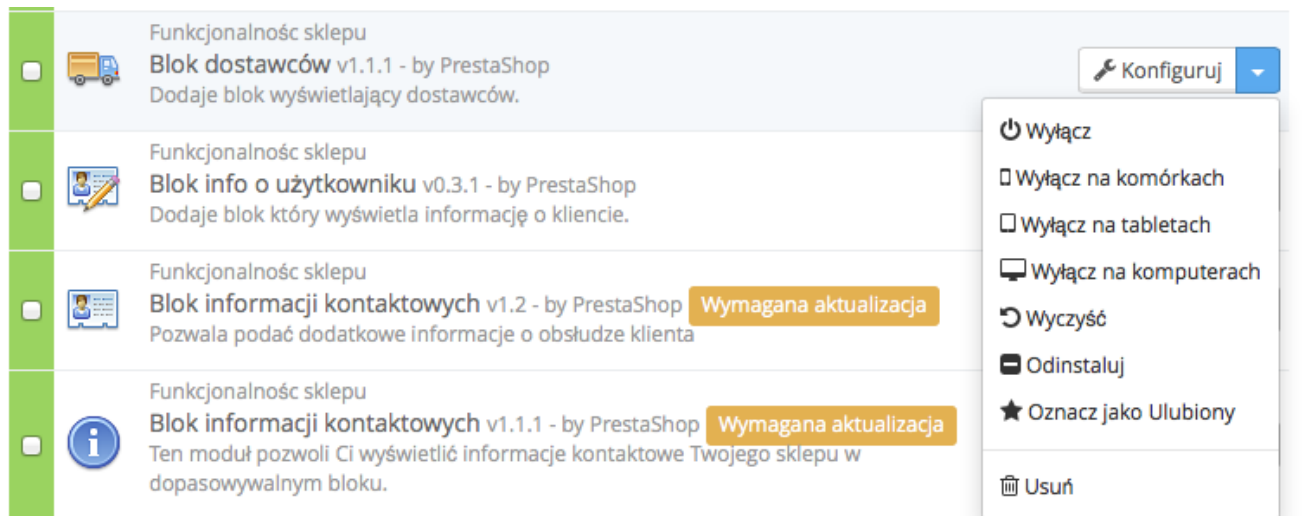 Funkcjonalnośc sklepu
Blok dostawców v1.1.1 - by PrestaShop
Dodaje blok wyświetlający dostawców.
Konfiguruj
Funkcjonalnośc sklepu
Blok info o użytkowniku v0.3.1 - by PrestaShop
Dodaje blok który wyświetla informację o kliencie.
Funkcjonalnośc sklepu
Blok informacji kontaktowych v1.2 - by PrestaShop Wymagana aktualizacja
Pozwala podać dodatkowe informacje o obsłudze klienta
Funkcjonalnośc sklepu
Blok informacji kontaktowych v1.1.1 - by PrestaShop Wymagana aktualizacja
Ten moduł pozwoli Ci wyświetlić informacje kontaktowe Twojego sklepu w
dopasowywalnym bloku.
Wyłącz
Wyłącz na komórkach
Wyłącz na tabletach
Wyłącz na komputerach
Wyczyść
Odinstaluj
Oznacz jako Ulubiony
Usuń